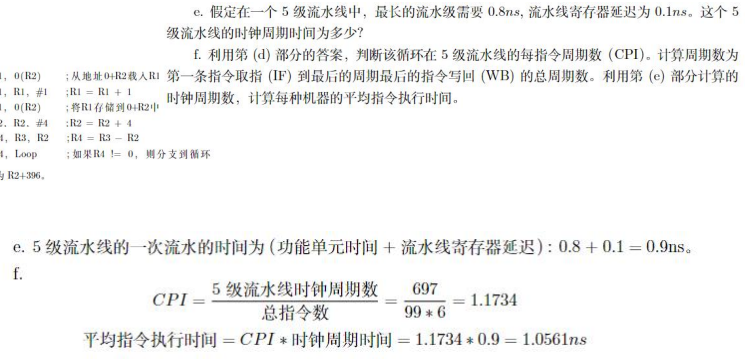 e. 假定在一个 5 级流水线中，最长的流水级需要 0.8ns, 流水线寄存器延迟为 0.1ns。这个 5
级流水线的时钟周期时间为多少?
f. 利用第 (d) 部分的答案，判断该循环在 5 级流水线的每指令周期数 (CPI)。计算周期数为
第一条指令取指 (IF) 到最后的周期最后的指令写回 (WB) 的总周期数。利用第 (e) 部分计算的
时钟周期数，计算每种机器的平均指令执行时间。
, 0(R2) ;从地址0+R2载入R1
, R1, #1 ;R1 = R1 + 1
, 0(R2) ;将R1存储到0+R2中
, R2, #4 ;R2 = R2 + 4
, R3, R2 ;R4 = R3 − R2
, Loop ;如果R4 != 0, 则分支到循环
为 R2+396。
e. 5 级流水线的一次流水的时间为 (功能单元时间 + 流水线寄存器延迟) : 0.8 + 0.1 = 0.9ns。
f.
CPI = 5 级流水线时钟周期数 / 总指令数 = 697 / 99 * 6 = 1.1734
平均指令执行时间 = CPI * 时钟周期时间 = 1.1734 * 0.9 = 1.0561ns